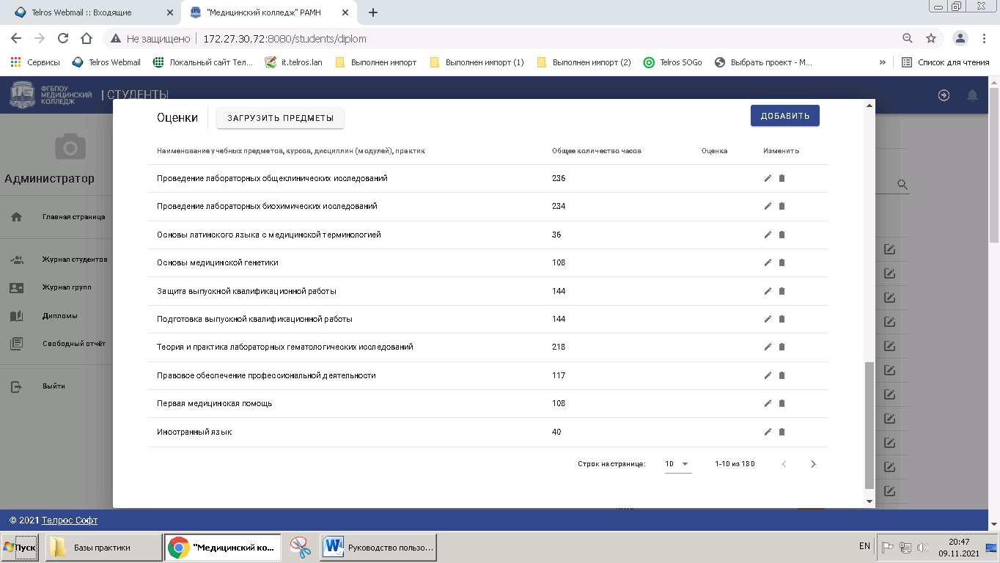 Telros Webmail :: Входящие
"Медицинский колледж" РАМН
Не защищено
172.27.30.72:8080/students/diplom
Сервисы
Telros Webmail
Локальный сайт Тел...
it.telros.lan
Выполнен импорт
Выполнен импорт (1)
Выполнен импорт (2)
Telros SOGo
Выбрать проект - M...
»
Список для чтения
ФГБПОУ
МЕДИЦИНСКИЙ
КОЛЛЕДЖ
| СТУДЕНТЫ
Администратор
Главная страница
Журнал студентов
Журнал групп
Дипломы
Свободный отчёт
Выйти
Оценки
ЗАГРУЗИТЬ ПРЕДМЕТЫ
ДОБАВИТЬ
Наименование учебных предметов, курсов, дисциплин (модулей), практик Общее количество часов Оценка Изменить
Проведение лабораторных общеклинических исследований 236
Проведение лабораторных биохимических исследований 234
Основы латинского языка с медицинской терминологией 36
Основы медицинской генетики 108
Защита выпускной квалификационной работы 144
Подготовка выпускной квалификационной работы 144
Теория и практика лабораторных гематологических исследований 218
Правовое обеспечение профессиональной деятельности 117
Первая медицинская помощь 108
Иностранный язык 40
Строк на странице: 10 1-10 из 180
© 2021 Телрос Софт
Пуск
Базы практики
"Медицинский ко...
Руководство пользо...
EN
20:47
09.11.2021